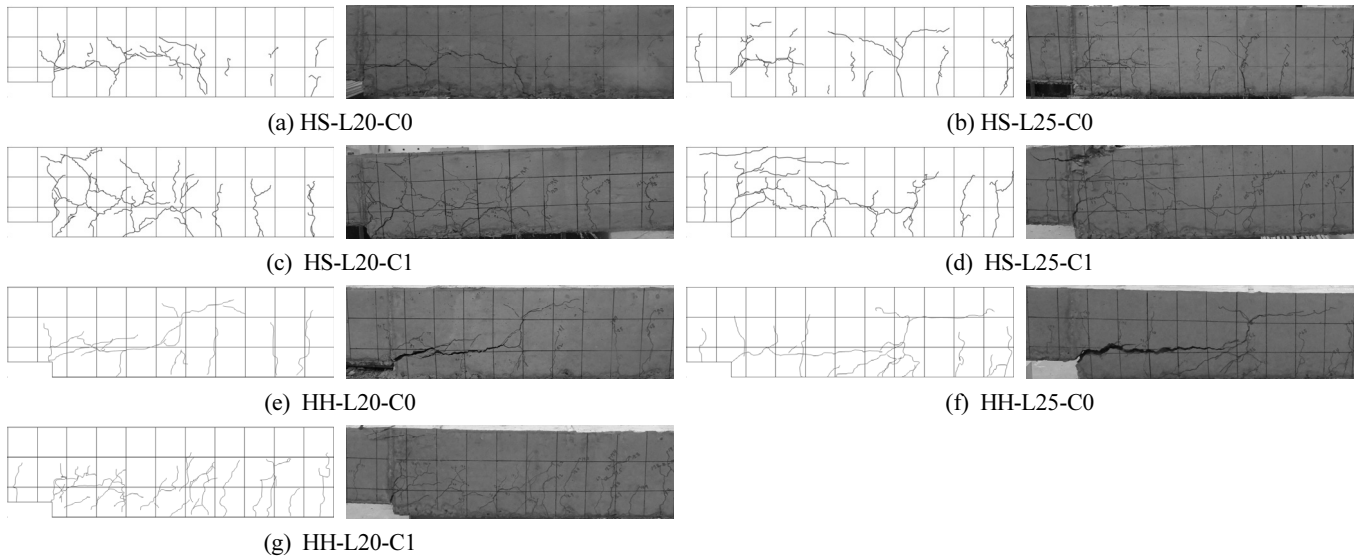 (a) HS-L20-C0
(b) HS-L25-C0
(c) HS-L20-C1
(d) HS-L25-C1
(e) HH-L20-C0
(f) HH-L25-C0
(g) HH-L20-C1